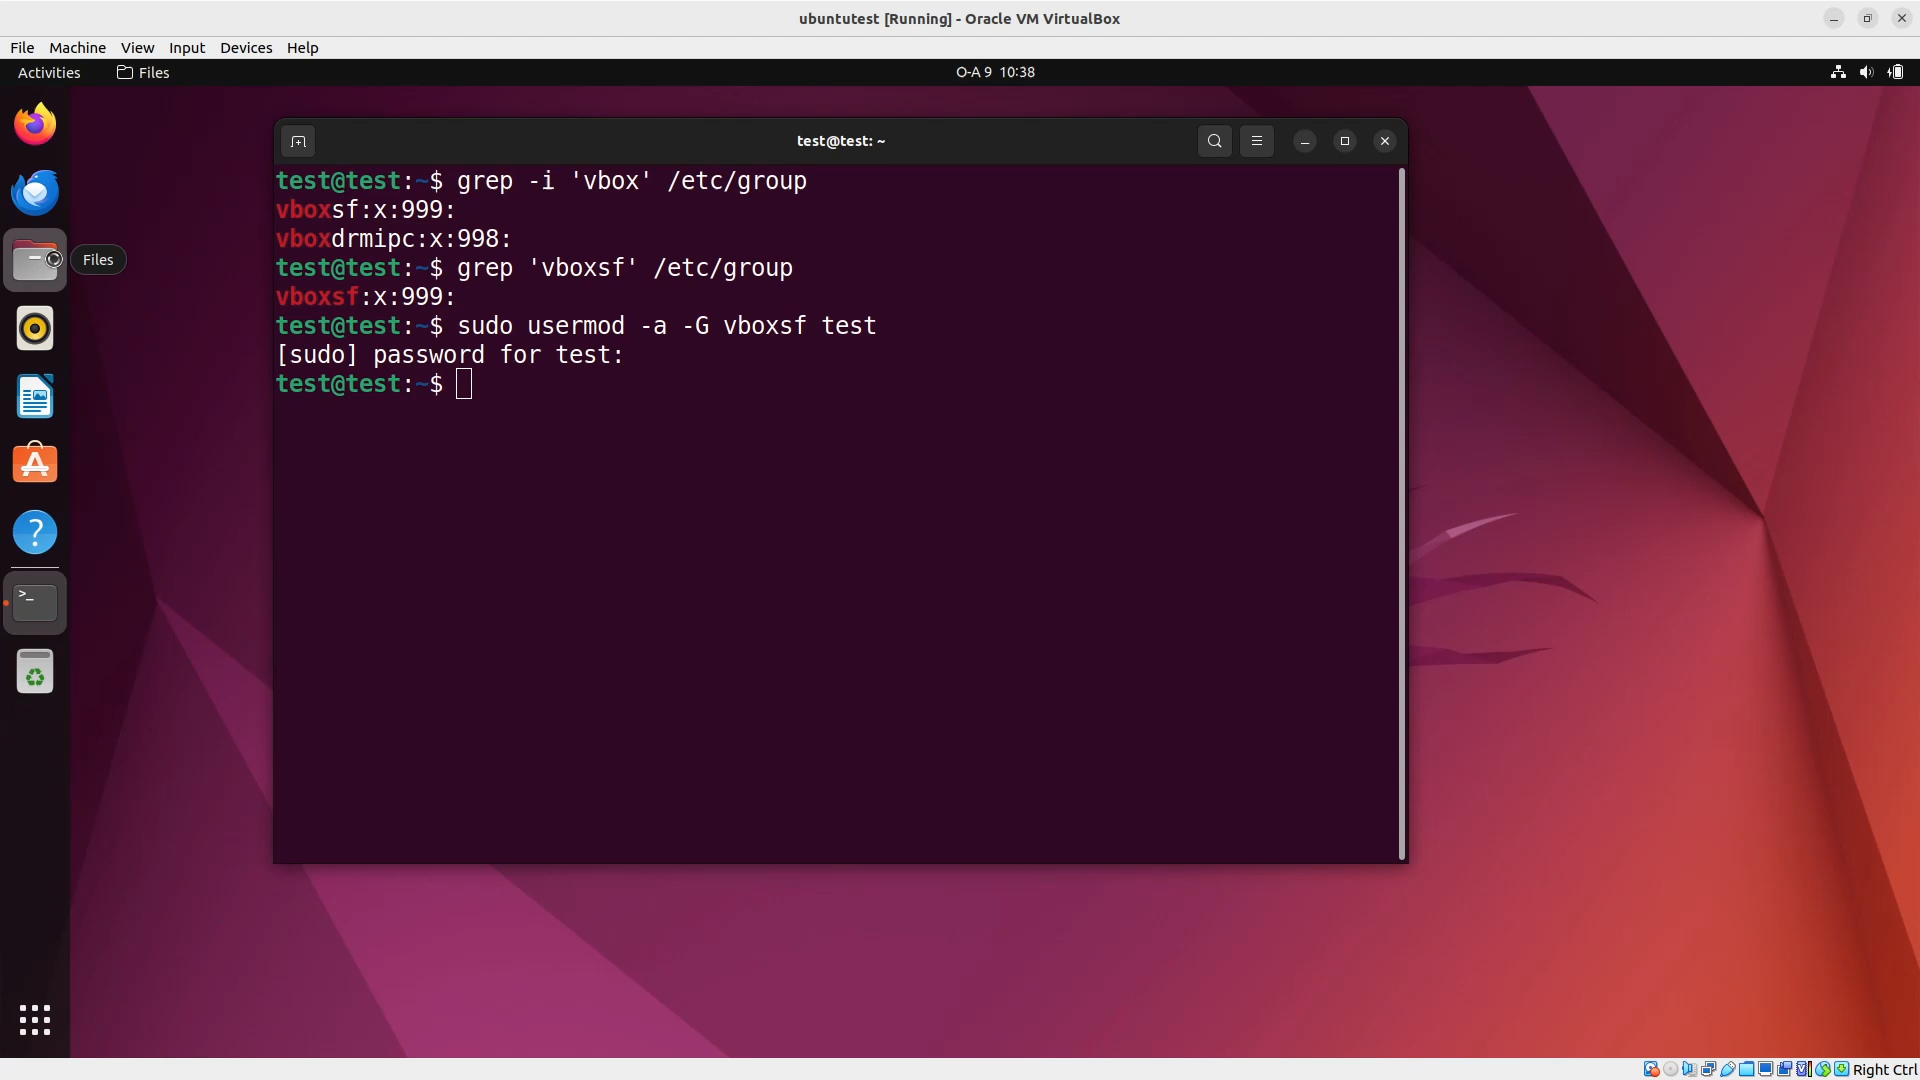 ubuntutest [Running] - Oracle VM VirtualBox
File Machine View Input Devices Help
Activities Files O-A 9 10:38
test@test: ~
test@test:~$ grep -i 'vbox' /etc/group
vboxsf:x:999:
vboxdrmipc:x:998:
test@test:~$ grep 'vboxsf' /etc/group
vboxsf:x:999:
test@test:~$ sudo usermod -a -G vboxsf test
[sudo] password for test:
test@test:~$
Files
>_
Right Ctrl